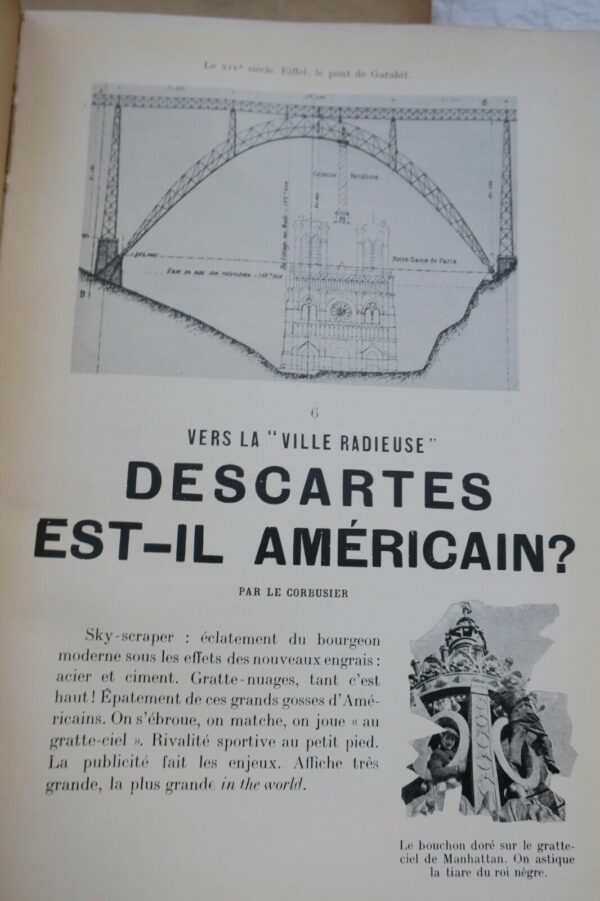 Le XIXe siècle. Eiffel; le pont de Garabit.
Colonne Vendôme
Notre-Dame de Paris
6
VERS LA "VILLE RADIEUSE"
DESCARTES
EST-IL AMÉRICAIN?
PAR LE CORBUSIER
Sky-scraper : éclatement du bourgeon
moderne sous les effets des nouveaux engrais :
acier et ciment. Gratte-nuages, tant c'est
haut ! Épatement de ces grands gosses d'Amé-
ricains. On s'ébroue, on matche, on joue « au
gratte-ciel ». Rivalité sportive au petit pied.
La publicité fait les enjeux. Affiche très
grande, la plus grande in the world.
Le bouchon doré sur le gratte-
ciel de Manhattan. On astique
la tiare du roi nègre.